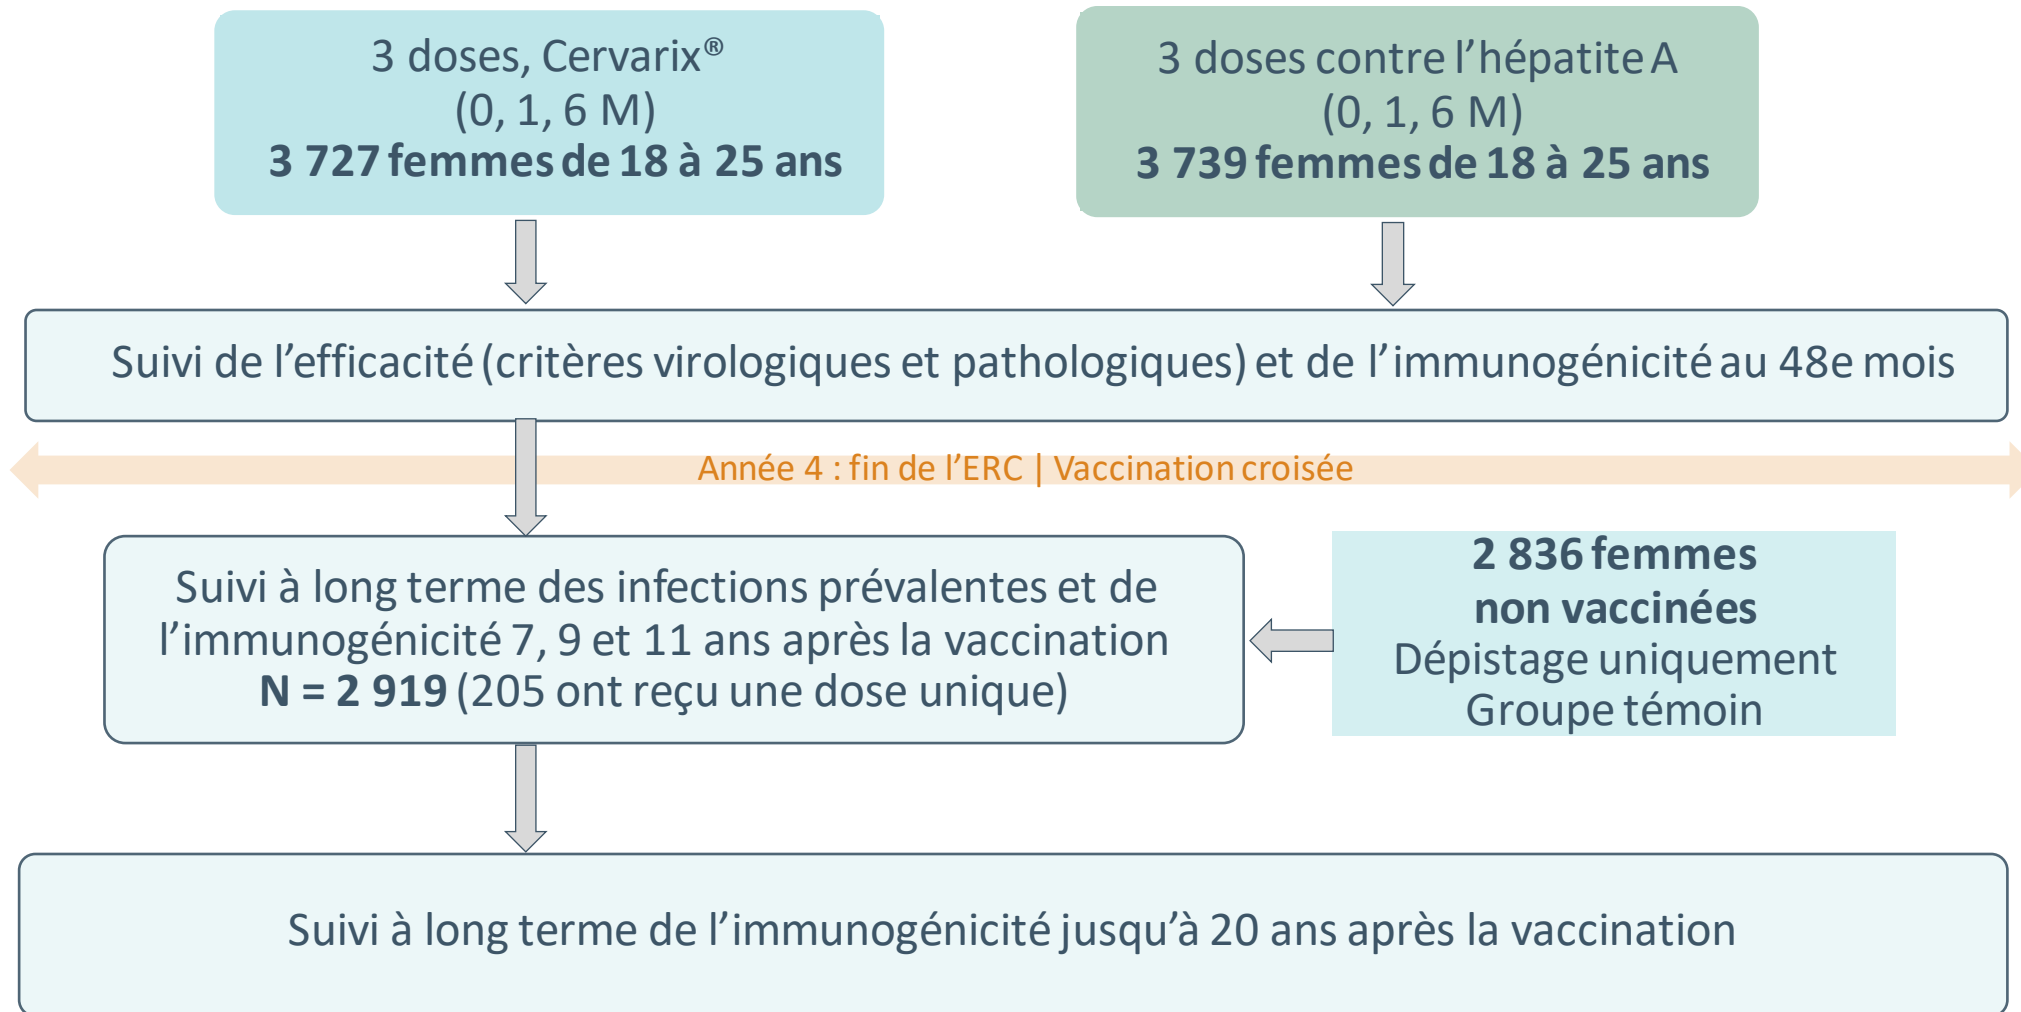 3 doses, Cervarix®
(0, 1, 6 M)
3 727 femmes de 18 à 25 ans
3 doses contre l’hépatite A
(0, 1, 6 M)
3 739 femmes de 18 à 25 ans
Suivi de l’efficacité (critères virologiques et pathologiques) et de l’immunogénicité au 48e mois
Année 4 : fin de l’ERC | Vaccination croisée
Suivi à long terme des infections prévalentes et de
l’immunogénicité 7, 9 et 11 ans après la vaccination
N = 2 919 (205 ont reçu une dose unique)
2 836 femmes
non vaccinées
Dépistage uniquement
Groupe témoin
Suivi à long terme de l’immunogénicité jusqu’à 20 ans après la vaccination